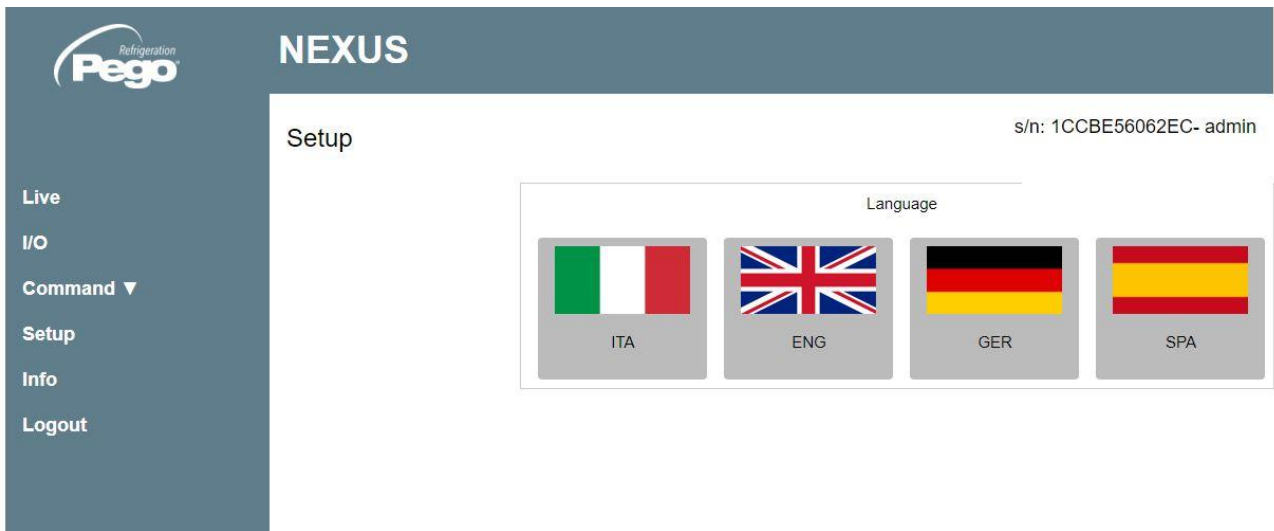 Refrigeration
Pego
NEXUS
Setup
s/n: 1CCBE56062EC- admin
Live
I/O
Command ▼
Setup
Info
Logout
Language
ITA
ENG
GER
SPA